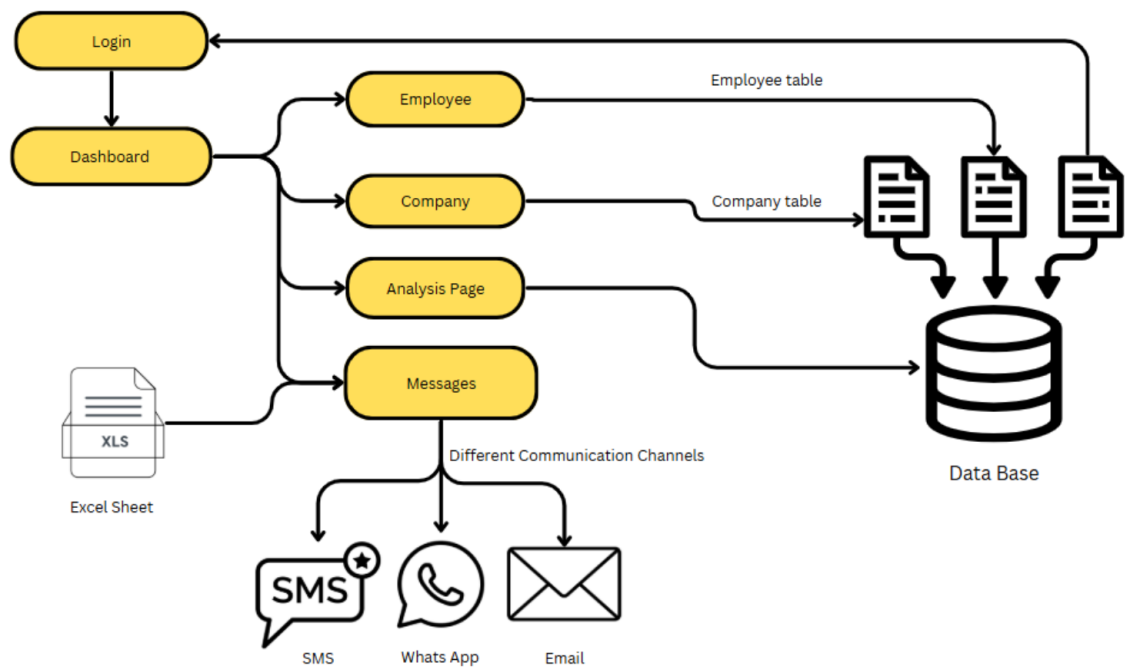 Login
Employee table
Employee
Dashboard
Company
Company table
Analysis Page
Messages
XLS
Different Communication Channels
Data Base
Excel Sheet
SMS
SMS
Whats App
Email